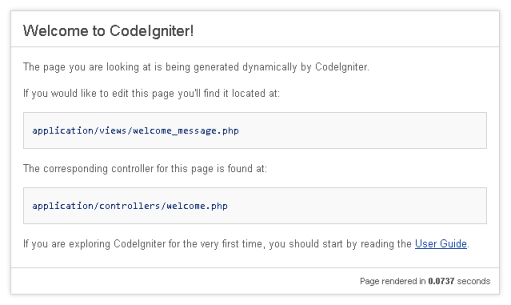 Welcome to CodeIgniter!
The page you are looking at is being generated dynamically by CodeIgniter.
If you would like to edit this page you'll find it located at:
application/views/welcome_message.php
The corresponding controller for this page is found at:
application/controllers/welcome.php
If you are exploring CodeIgniter for the very first time, you should start by reading the User Guide.
Page rendered in 0.0737 seconds